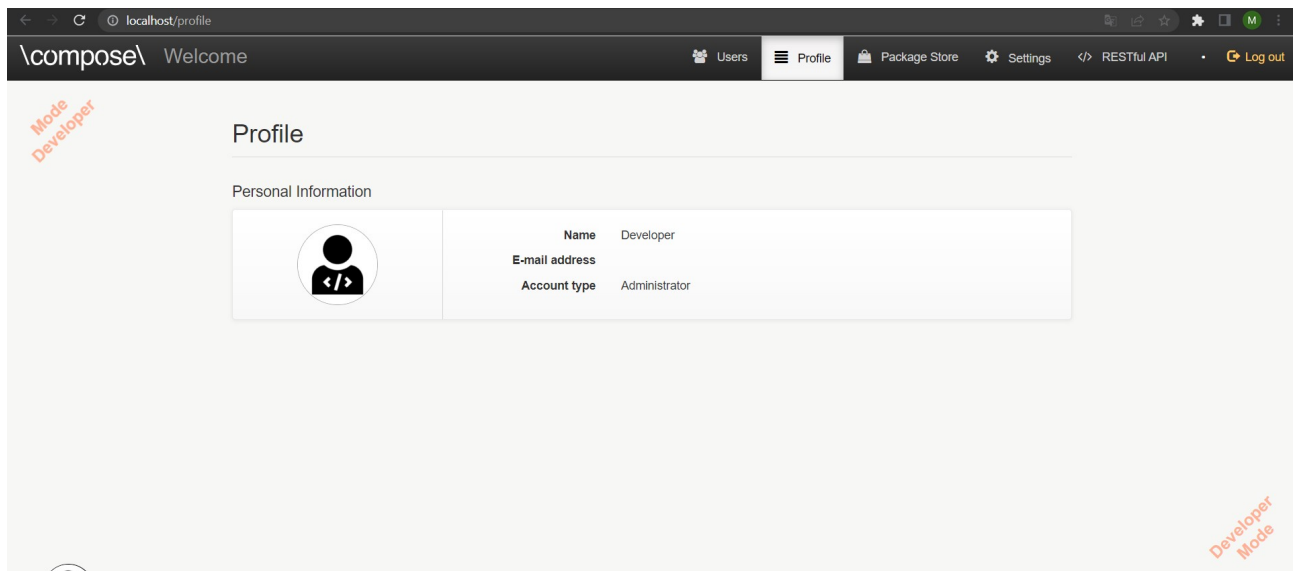 localhost/profile
M
\compose\ Welcome
Users
Profile
Package Store
Settings
</> RESTful API
•
Log out
Mode
Developer
Profile
Personal Information
</>
Name Developer
E-mail address
Account type Administrator
Developer
Mode